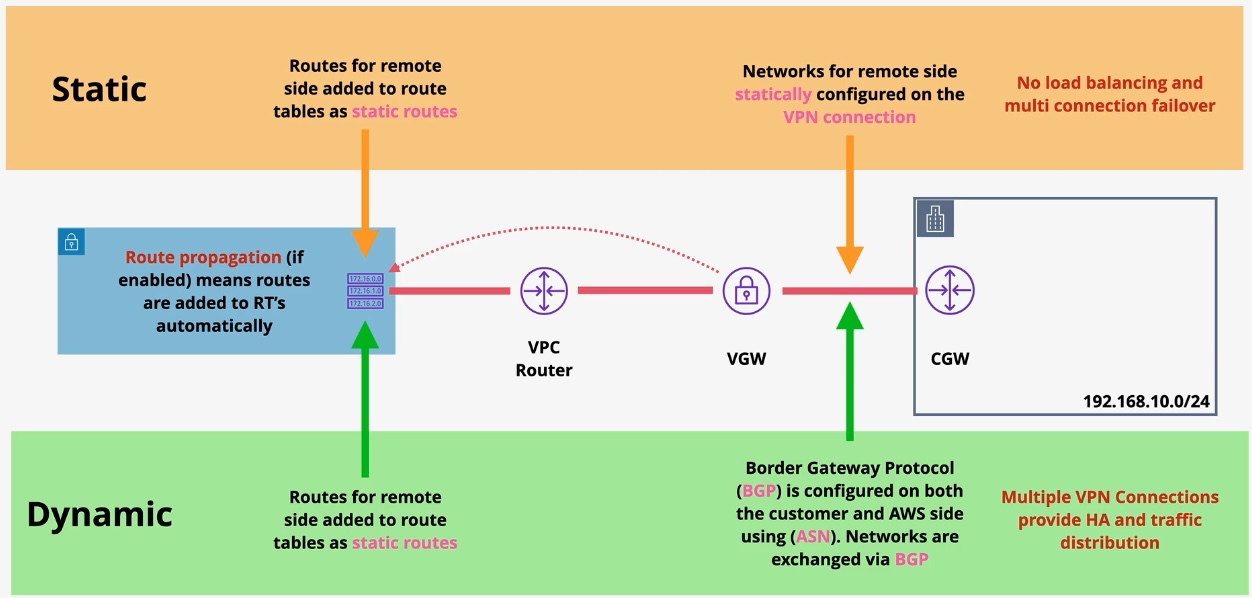 Static
Routes for remote
side added to route
tables as static routes
Networks for remote side
statically configured on the
VPN connection
No load balancing and
multi connection failover
Route propagation (if
enabled) means routes
are added to RT's
automatically
172.16.0.0
172.16.1.0
172.16.2.0
VPC
Router
VGW
CGW
192.168.10.0/24
Dynamic
Routes for remote
side added to route
tables as static routes
Border Gateway Protocol
(BGP) is configured on both
the customer and AWS side
using (ASN). Networks are
exchanged via BGP
Multiple VPN Connections
provide HA and traffic
distribution